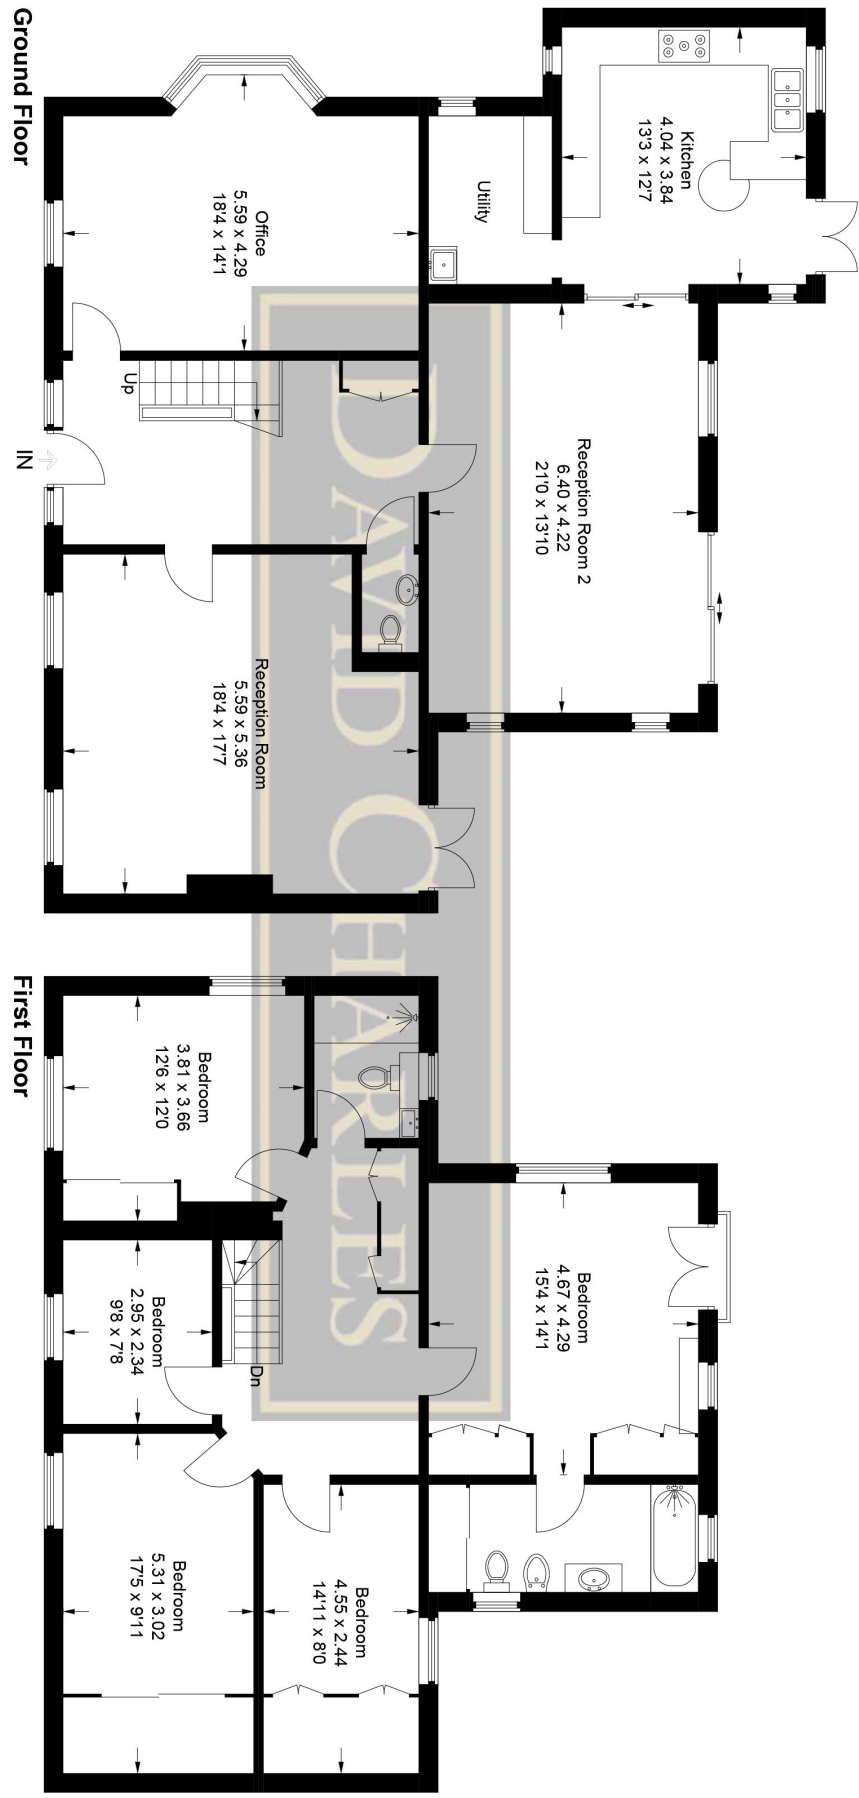 Kitchen
4.04 x 3.84
13'3 x 12'7
Utility
Reception Room 2
6.40 x 4.22
21'0 x 13'10
Office
5.59 x 4.29
18'4 x 14'1
Up
IN
Reception Room
5.59 x 5.36
18'4 x 17'7
Ground Floor
DAVID CHARLES
Bedroom
4.67 x 4.29
15'4 x 14'1
Bedroom
3.81 x 3.66
12'6 x 12'0
Bedroom
2.95 x 2.34
9'8 x 7'8
Dn
Bedroom
4.55 x 2.44
14'11 x 8'0
Bedroom
5.31 x 3.02
17'5 x 9'11
First Floor